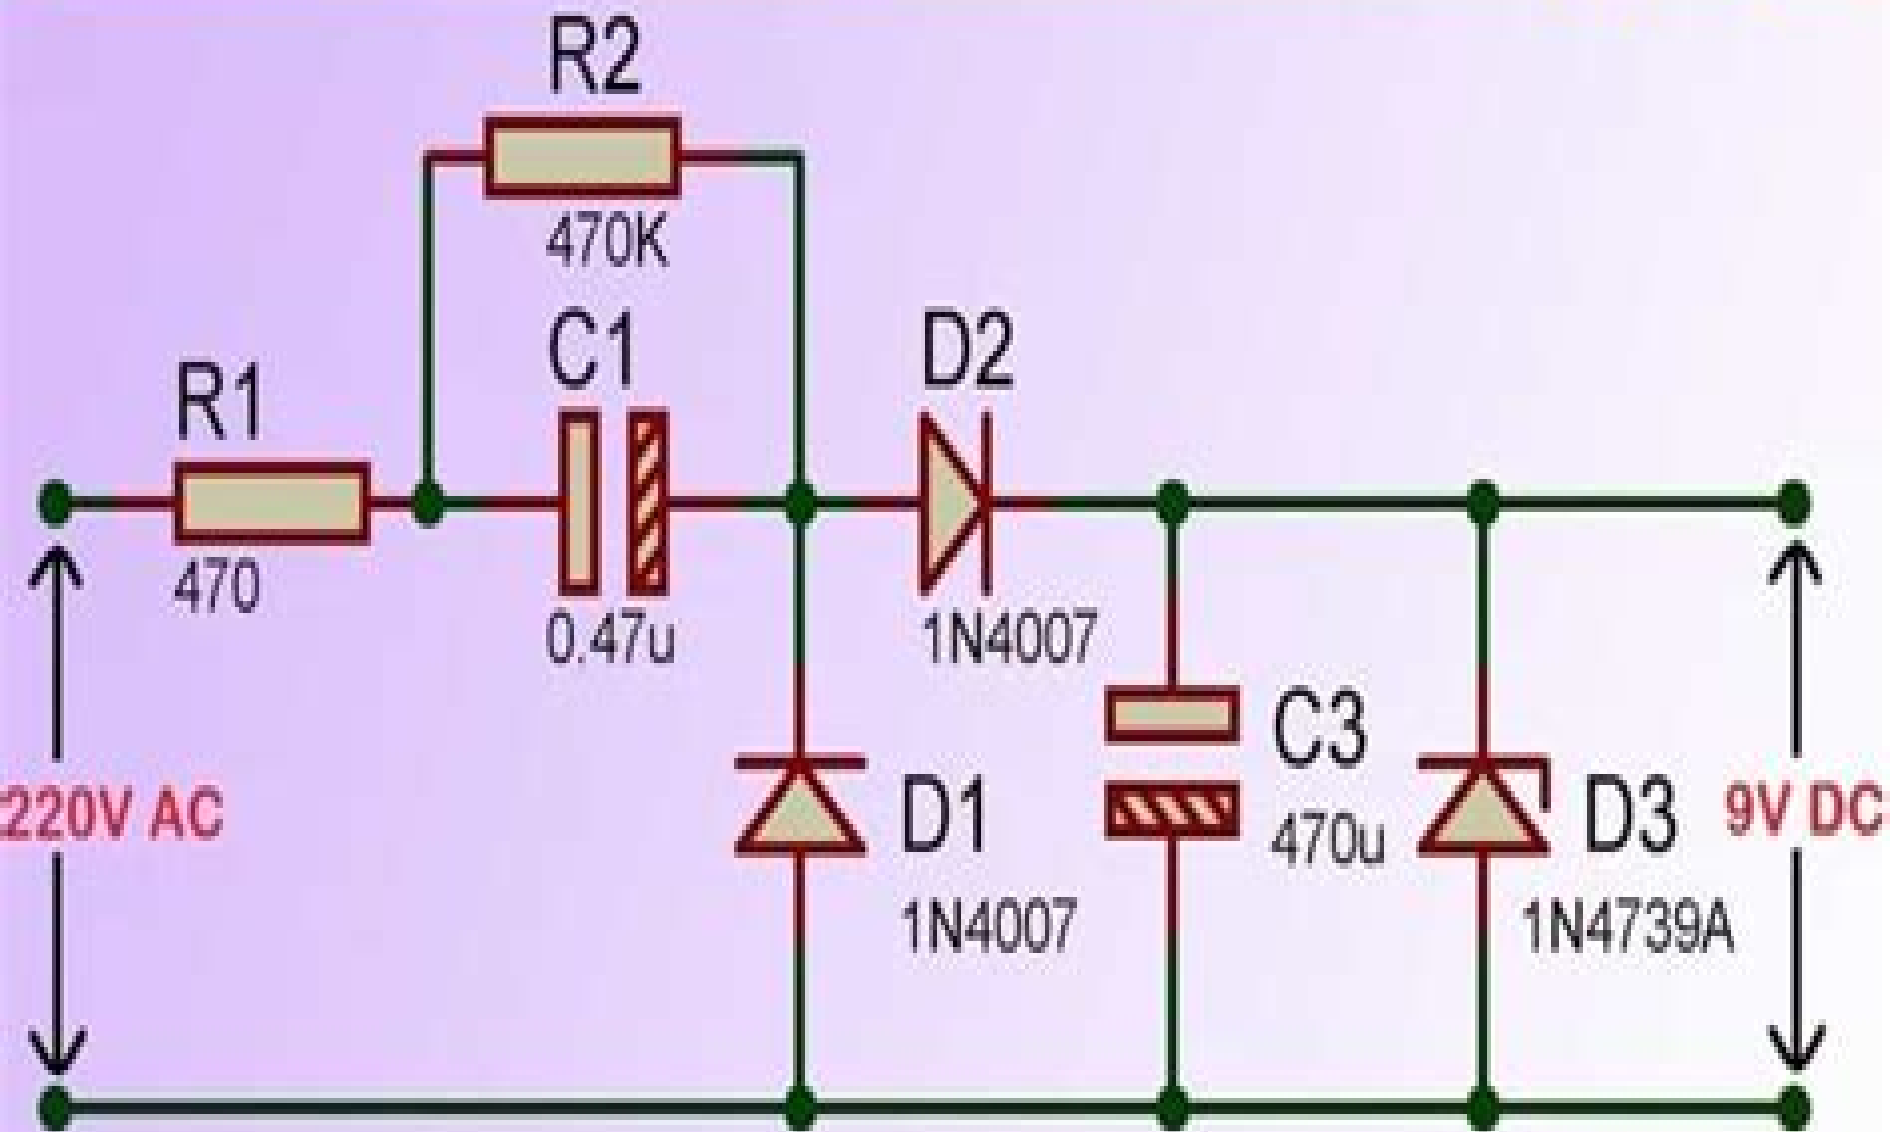 R2
470K
C1
0.47u
R1
470
D2
1N4007
220V AC
D1
1N4007
C3
470u
D3
1N4739A
9V DC